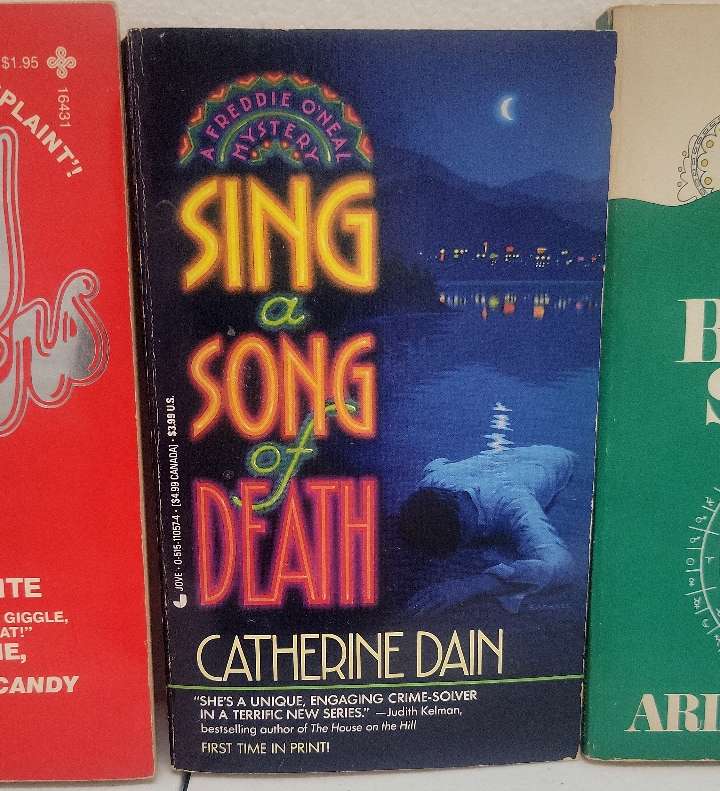 $1.95
16431
PLAINT'!
ITE
GIGGLE,
AT!"
IE,
CANDY
A FREDDIE O'NEAL
MYSTERY
SING
a
SONG
of
DEATH
JOVE • 0-515-11057-4 • [$4.99 CANADA] • $3.99 U.S.
CATHERINE DAIN
"SHE'S A UNIQUE, ENGAGING CRIME-SOLVER
IN A TERRIFIC NEW SERIES." —Judith Kelman,
bestselling author of The House on the Hill
FIRST TIME IN PRINT!
B
S
ARI